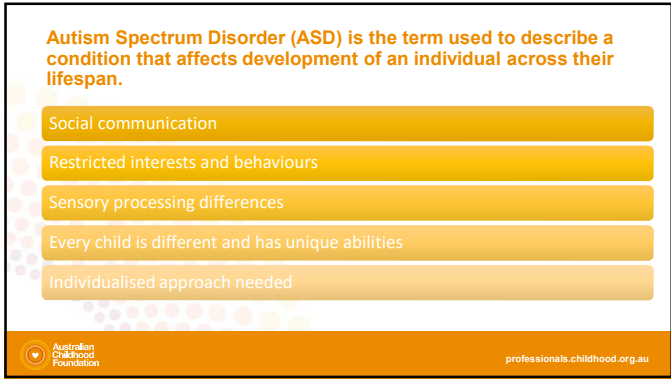 Autism Spectrum Disorder (ASD) is the term used to describe a
condition that affects development of an individual across their
lifespan.
Social communication
Restricted interests and behaviours
Sensory processing differences
Every child is different and has unique abilities
Individualised approach needed
Australian
Childhood
Foundation
professionals.childhood.org.au